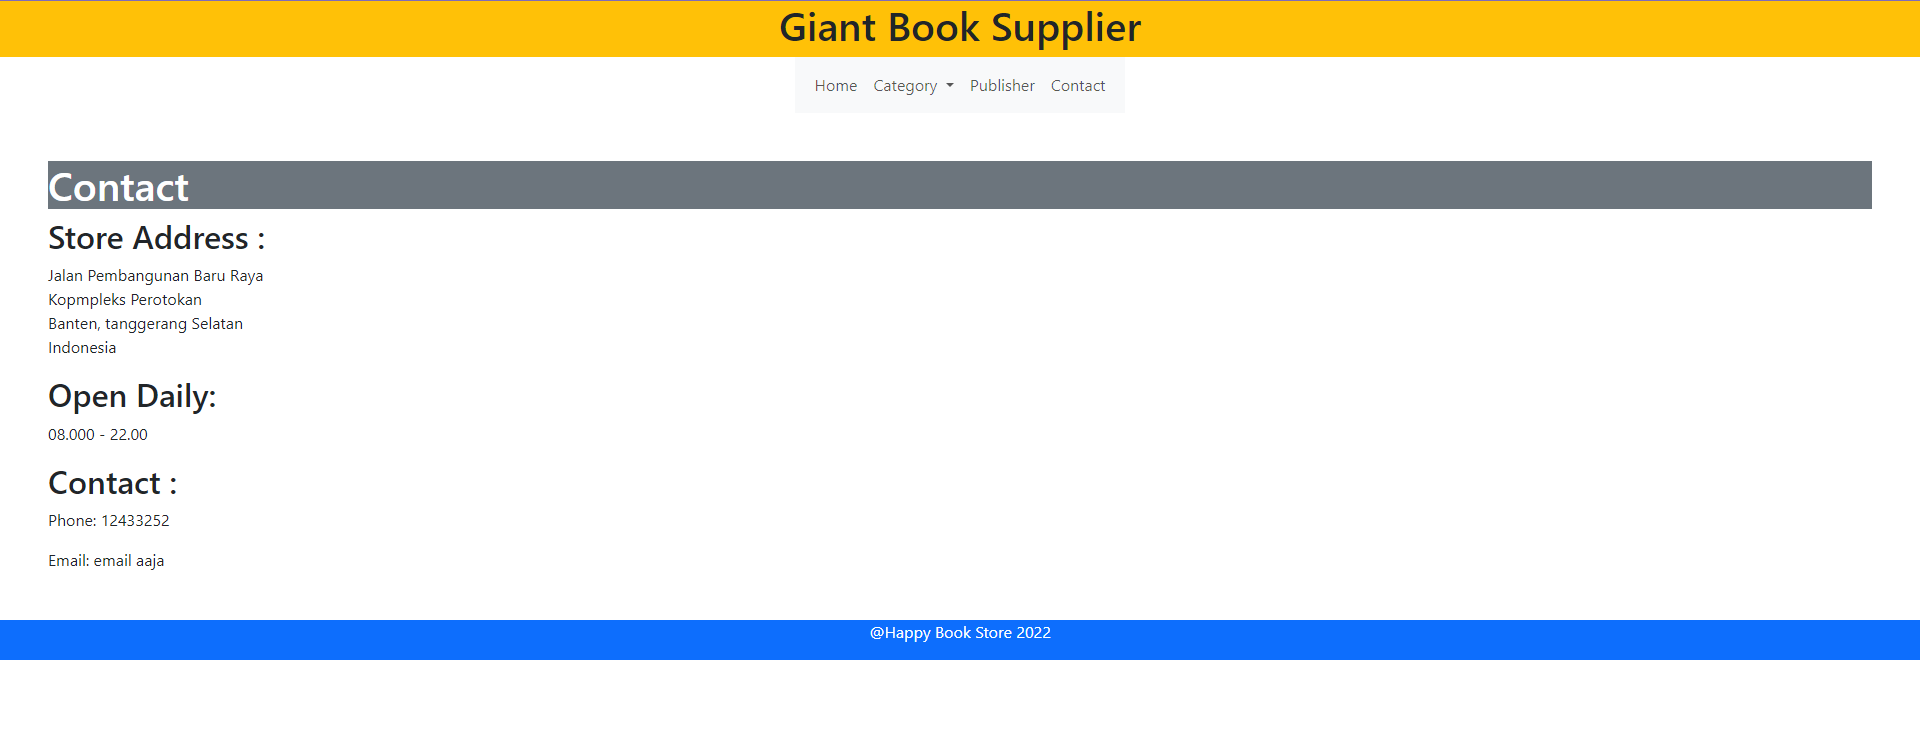 Giant Book Supplier
Home Category Publisher Contact
Contact
Store Address :
Jalan Pembangunan Baru Raya
Kopmpleks Perotokan
Banten, tanggerang Selatan
Indonesia
Open Daily:
08.000 - 22.00
Contact :
Phone: 12433252
Email: email aaja
@Happy Book Store 2022